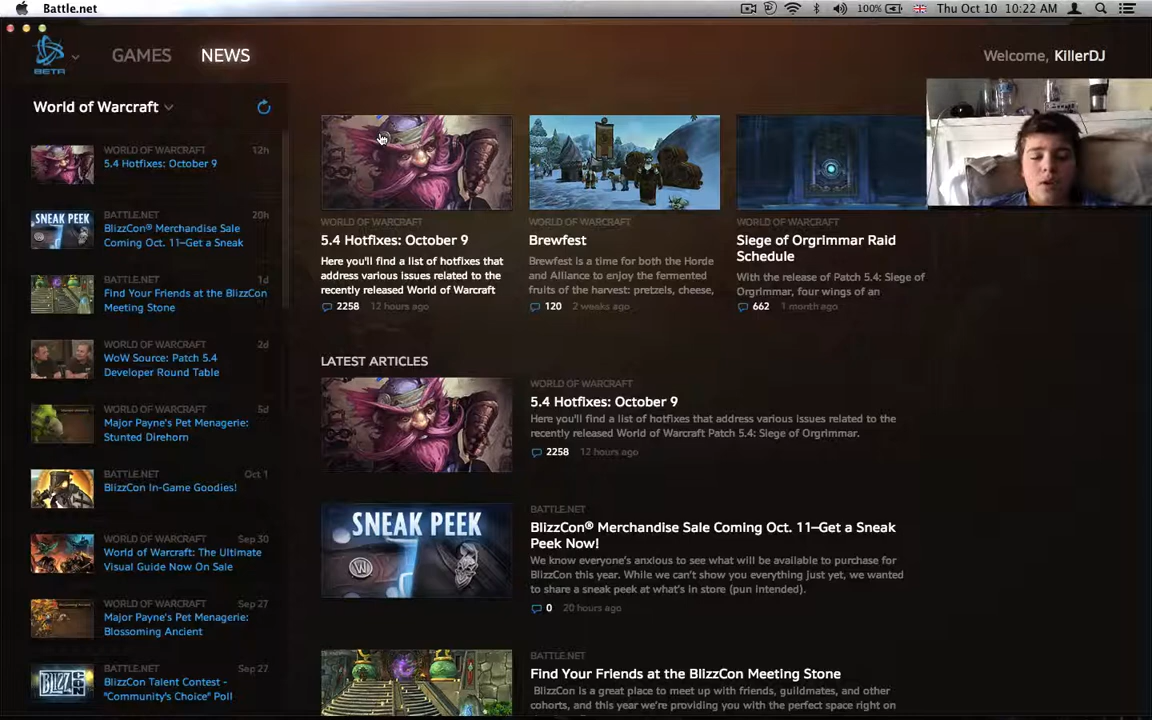 Battle.net
100%
Thu Oct 10 10:22 AM
BETA
GAMES
NEWS
Welcome, KillerDJ
World of Warcraft
WORLD OF WARCRAFT 12h
5.4 Hotfixes: October 9
BATTLE.NET 20h
BlizzCon® Merchandise Sale
Coming Oct. 11—Get a Sneak
BATTLE.NET 1d
Find Your Friends at the BlizzCon
Meeting Stone
WORLD OF WARCRAFT 2d
WoW Source: Patch 5.4
Developer Round Table
WORLD OF WARCRAFT 5d
Major Payne's Pet Menagerie:
Stunted Direhorn
BATTLE.NET Oct 1
BlizzCon In-Game Goodies!
WORLD OF WARCRAFT Sep 30
World of Warcraft: The Ultimate
Visual Guide Now On Sale
WORLD OF WARCRAFT Sep 27
Major Payne's Pet Menagerie:
Blossoming Ancient
BATTLE.NET Sep 27
BlizzCon Talent Contest -
"Community's Choice" Poll
SNEAK PEEK
BLIZZ CON
WORLD OF WARCRAFT
5.4 Hotfixes: October 9
Here you'll find a list of hotfixes that
address various issues related to the
recently released World of Warcraft
2258 12 hours ago
WORLD OF WARCRAFT
Brewfest
Brewfest is a time for both the Horde
and Alliance to enjoy the fermented
fruits of the harvest: pretzels, cheese,
120 2 weeks ago
WORLD OF WARCRAFT
Siege of Orgrimmar Raid
Schedule
With the release of Patch 5.4: Siege of
Orgrimmar, four wings of an
662 1 month ago
LATEST ARTICLES
WORLD OF WARCRAFT
5.4 Hotfixes: October 9
Here you'll find a list of hotfixes that address various issues related to the
recently released World of Warcraft Patch 5.4: Siege of Orgrimmar.
2258 12 hours ago
SNEAK PEEK
BATTLE.NET
BlizzCon® Merchandise Sale Coming Oct. 11—Get a Sneak
Peek Now!
We know everyone's anxious to see what will be available to purchase for
BlizzCon this year. While we can't show you everything just yet, we wanted
to share a sneak peek at what's in store (pun intended).
0 20 hours ago
BATTLE.NET
Find Your Friends at the BlizzCon Meeting Stone
BlizzCon is a great place to meet up with friends, guildmates, and other
cohorts, and this year we're providing you with the perfect space right on